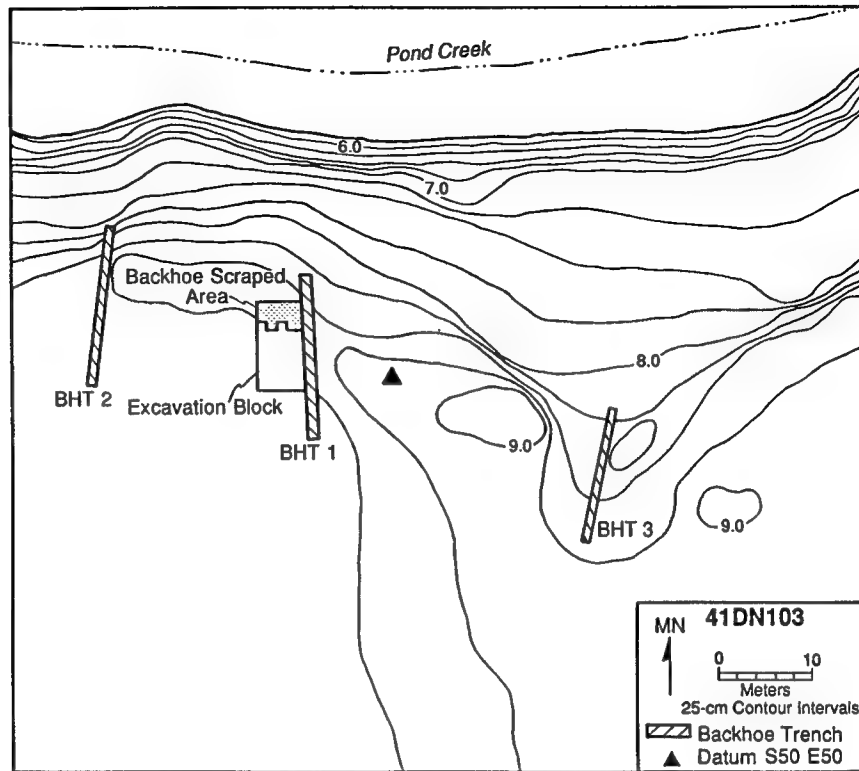 Pond Creek
6.0
7.0
Backhoe Scraped
Area
8.0
BHT 2
Excavation Block
9.0
BHT 1
9.0
BHT 3
MN
41DN103
0 10
Meters
25-cm Contour Intervals
Backhoe Trench
Datum S50 E50